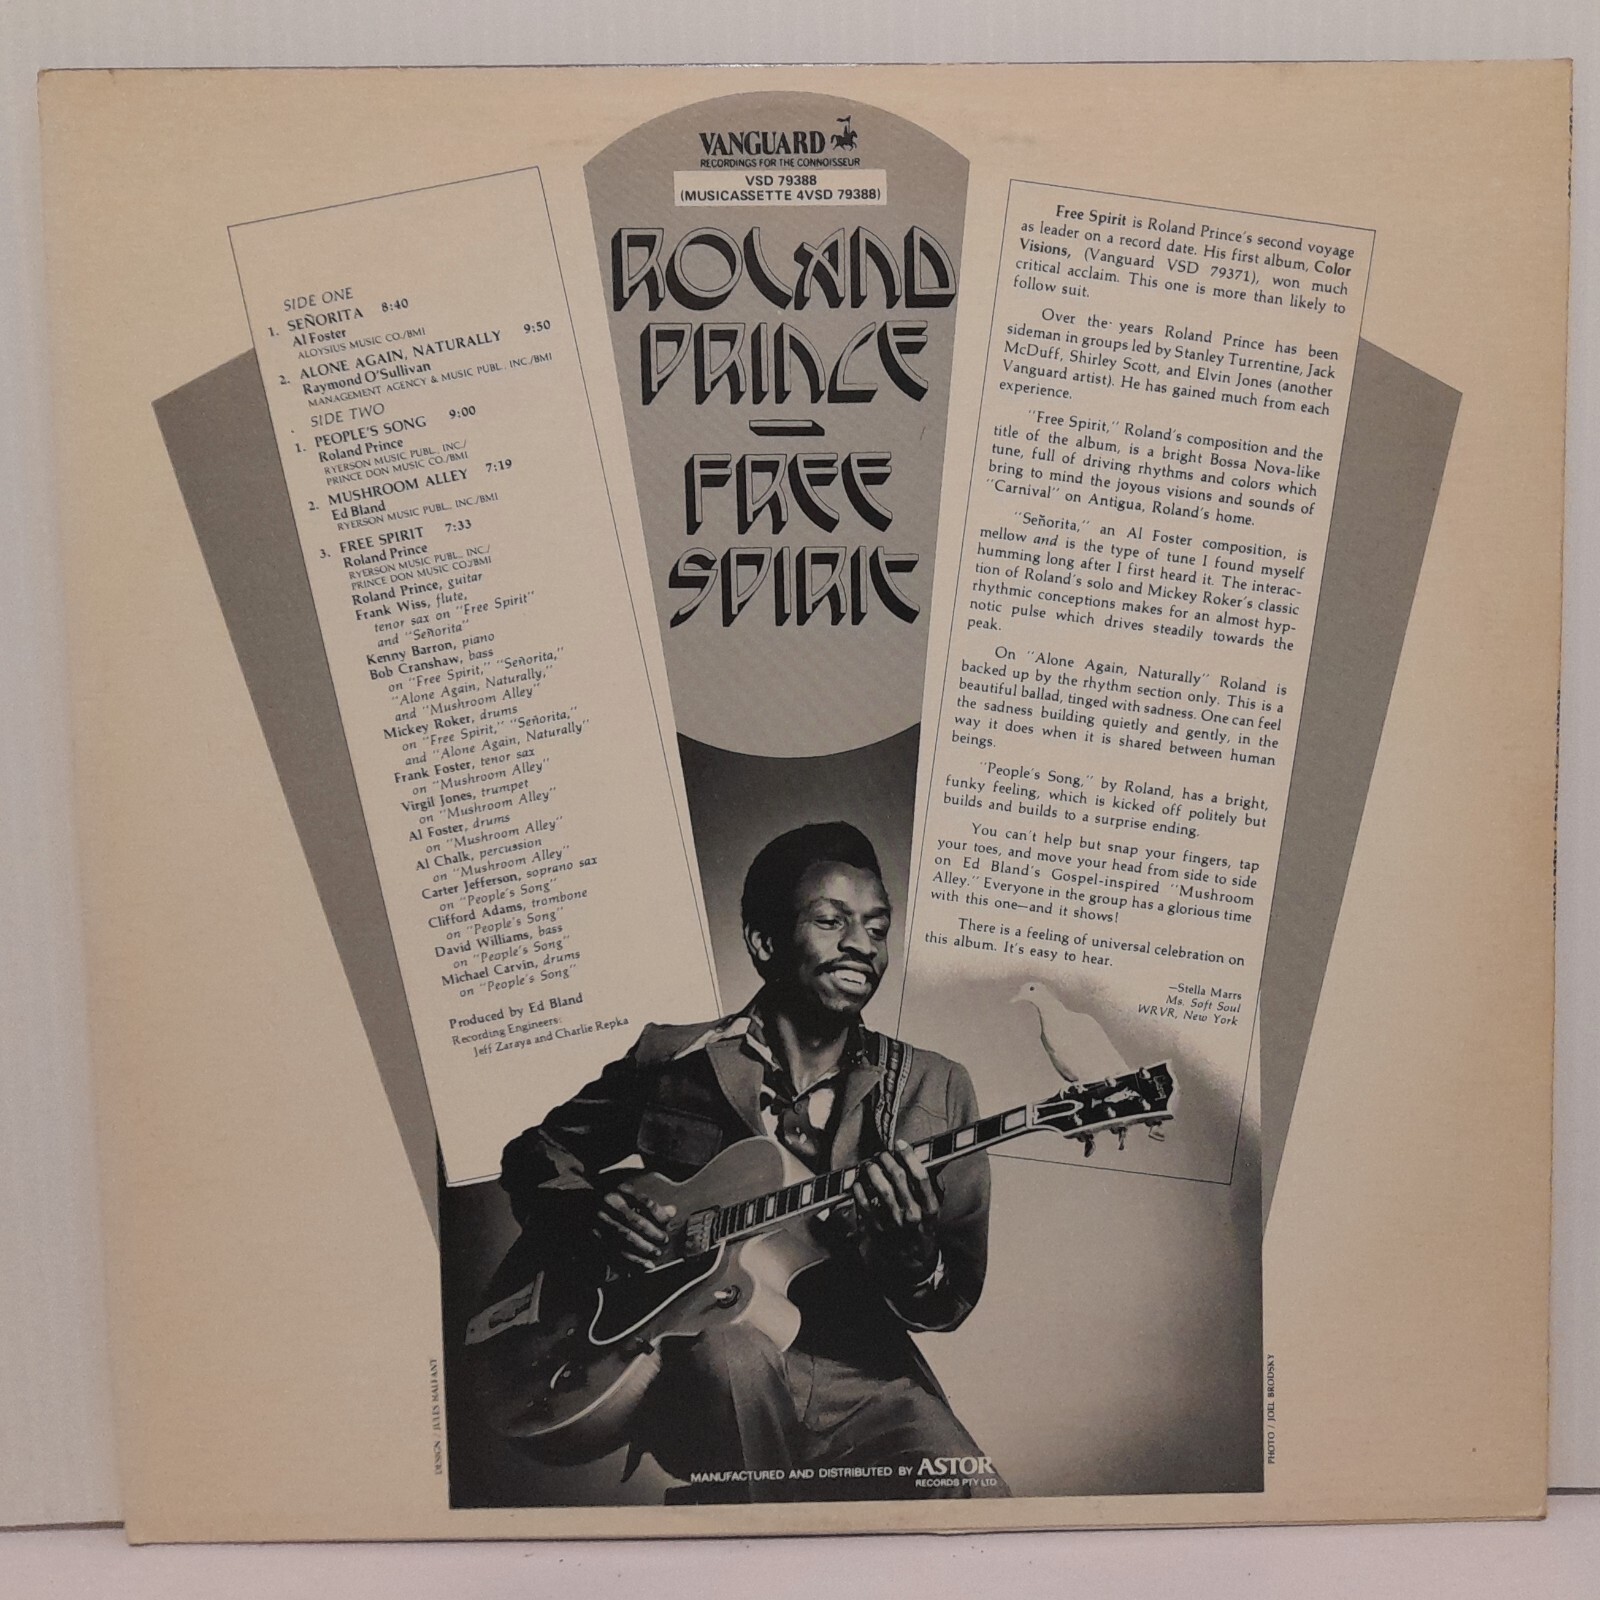 VANGUARD
RECORDINGS FOR THE CONNOISSEUR
VSD 79388
(MUSICASSETTE 4VSD 79388)
ROLAND
PRINCE
—
FREE
SPIRIT
SIDE ONE
1. SEÑORITA 8:40
Al Foster
ALOYSIUS MUSIC CO./BMI
2. ALONE AGAIN, NATURALLY 9:50
Raymond O'Sullivan
MANAGEMENT AGENCY & MUSIC PUBL., INC./BMI
SIDE TWO
1. PEOPLE'S SONG 9:00
Roland Prince
RYERSON MUSIC PUBL., INC./
PRINCE DON MUSIC CO./BMI
2. MUSHROOM ALLEY 7:19
Ed Bland
RYERSON MUSIC PUBL., INC./BMI
3. FREE SPIRIT 7:33
Roland Prince
RYERSON MUSIC PUBL., INC./
PRINCE DON MUSIC CO./BMI
Roland Prince, guitar
Frank Wiss, flute,
tenor sax on "Free Spirit"
and "Señorita"
Kenny Barron, piano
Bob Cranshaw, bass
on "Free Spirit," "Señorita,"
"Alone Again, Naturally,"
and "Mushroom Alley"
Mickey Roker, drums
on "Free Spirit," "Señorita,"
and "Alone Again, Naturally"
Frank Foster, tenor sax
on "Mushroom Alley"
Virgil Jones, trumpet
on "Mushroom Alley"
Al Foster, drums
on "Mushroom Alley"
Al Chalk, percussion
on "Mushroom Alley"
Carter Jefferson, soprano sax
on "People's Song"
Clifford Adams, trombone
on "People's Song"
David Williams, bass
on "People's Song"
Michael Carvin, drums
on "People's Song"
Produced by Ed Bland
Recording Engineers:
Jeff Zaraya and Charlie Repka
Free Spirit is Roland Prince's second voyage
as leader on a record date. His first album, Color
Visions, (Vanguard VSD 79371), won much
critical acclaim. This one is more than likely to
follow suit.
Over the years Roland Prince has been
sideman in groups led by Stanley Turrentine, Jack
McDuff, Shirley Scott, and Elvin Jones (another
Vanguard artist). He has gained much from each
experience.
"Free Spirit," Roland's composition and the
title of the album, is a bright Bossa Nova-like
tune, full of driving rhythms and colors which
bring to mind the joyous visions and sounds of
"Carnival" on Antigua, Roland's home.
"Señorita," an Al Foster composition, is
mellow and is the type of tune I found myself
humming long after I first heard it. The interac-
tion of Roland's solo and Mickey Roker's classic
rhythmic conceptions makes for an almost hyp-
notic pulse which drives steadily towards the
peak.
On "Alone Again, Naturally" Roland is
backed up by the rhythm section only. This is a
beautiful ballad, tinged with sadness. One can feel
the sadness building quietly and gently, in the
way it does when it is shared between human
beings.
"People's Song," by Roland, has a bright,
funky feeling, which is kicked off politely but
builds and builds to a surprise ending.
You can't help but snap your fingers, tap
your toes, and move your head from side to side
on Ed Bland's Gospel-inspired "Mushroom
Alley." Everyone in the group has a glorious time
with this one—and it shows!
There is a feeling of universal celebration on
this album. It's easy to hear.
—Stella Marrs
Ms. Soft Soul
WRVR, New York
DESIGN / JULES HALFANT
PHOTO / JOEL BRODSKY
MANUFACTURED AND DISTRIBUTED BY ASTOR
RECORDS PTY LTD